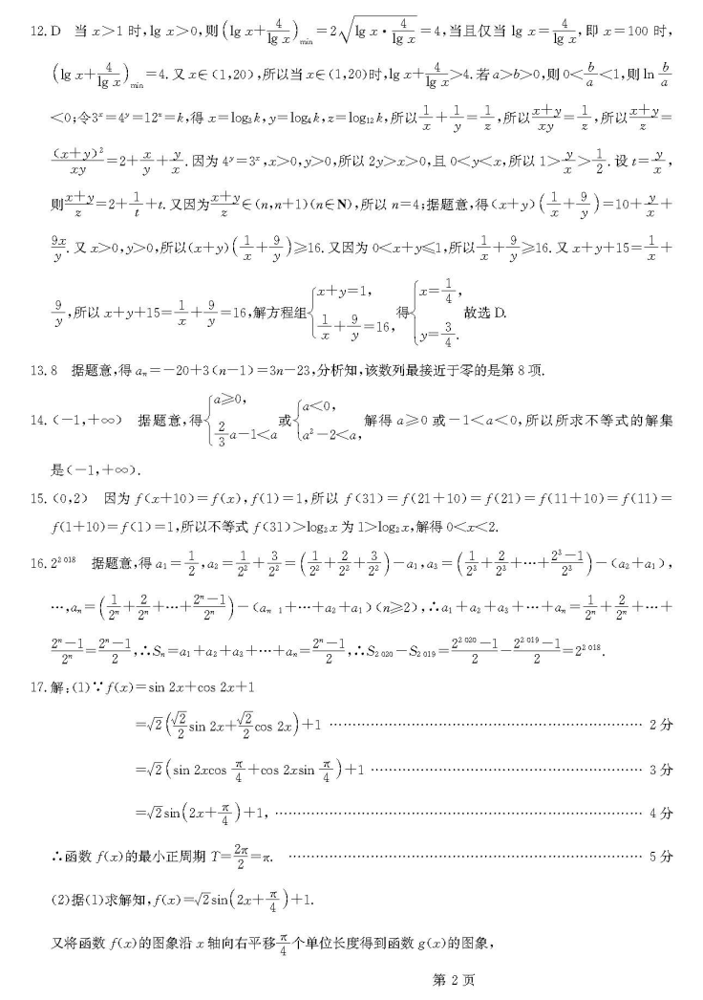 12. D 当 x>1 时,lg x>0,则(lg x+4/lg x)min=2√(lg x·4/lg x)=4,当且仅当 lg x=4/lg x,即 x=100 时,
(lg x+4/lg x)min=4.又 x∈(1,20),所以当x∈(1,20)时,lg x+4/lg x>4.若 a>b>0,则 0<b/a<1,则 ln b/a
<0;令3^x=4^y=12^z=k,得 x=log₃k,y=log₄k,z=log₁₂k,所以1/x+1/y=1/z,所以(x+y)/xy=1/z,所以(x+y)/z=
(x+y)²/xy=2+x/y+y/x.因为 4^y=3^x,x>0,y>0,所以 2y>x>0,且 0<y<x,所以 1>y/x>1/2.设 t=y/x,
则(x+y)/z=2+1/t+t.又因为(x+y)/z∈(n,n+1)(n∈N),所以 n=4;据题意,得(x+y)(1/x+9/y)=10+y/x+
9x/y.又 x>0,y>0,所以(x+y)(1/x+9/y)≥16.又因为 0<x+y≤1,所以1/x+9/y≥16.又 x+y+15=1/x+
9/y,所以 x+y+15=1/x+9/y=16,解方程组{x+y=1, 1/x+9/y=16, 得{x=1/4, y=3/4. 故选 D.
13. 8 据题意,得 aₙ=-20+3(n-1)=3n-23,分析知,该数列最接近于零的是第 8 项.
14. (-1,+∞) 据题意,得{a≥0, 2/3a-1<a 或{a<0, a²-2<a, 解得 a≥0 或-1<a<0,所以所求不等式的解集
是(-1,+∞).
15. (0,2) 因为 f(x+10)=f(x),f(1)=1,所以 f(31)=f(21+10)=f(21)=f(11+10)=f(11)=
f(1+10)=f(1)=1,所以不等式 f(31)>log₂x 为 1>log₂x,解得 0<x<2.
16. 2^2 018 据题意,得 a₁=1/2,a₂=1/2²+3/2²=(1/2²+2/2²+3/2²)-a₁,a₃=(1/2³+2/2³+…+(2³-1)/2³)-(a₂+a₁),
…,aₙ=(1/2ⁿ+2/2ⁿ+…+(2ⁿ-1)/2ⁿ)-(aₙ ₁+…+a₂+a₁)(n≥2),∴a₁+a₂+a₃+…+aₙ=1/2ⁿ+2/2ⁿ+…+
(2ⁿ-1)/2ⁿ=(2ⁿ-1)/2,∴Sₙ=a₁+a₂+a₃+…+aₙ=(2ⁿ-1)/2,∴S₂ ₀₂₀-S₂ ₀₁₉=(2^2 020-1)/2-(2^2 019-1)/2=2^2 018.
17. 解:(1)∵f(x)=sin 2x+cos 2x+1
=√2(√2/2 sin 2x+√2/2 cos 2x)+1 …… 2 分
=√2(sin 2xcos π/4+cos 2xsin π/4)+1 …… 3 分
=√2sin(2x+π/4)+1, …… 4 分
∴函数 f(x)的最小正周期 T=2π/2=π. …… 5 分
(2)据(1)求解知,f(x)=√2sin(2x+π/4)+1.
又将函数 f(x)的图象沿 x 轴向右平移π/4个单位长度得到函数 g(x)的图象,
第 2 页